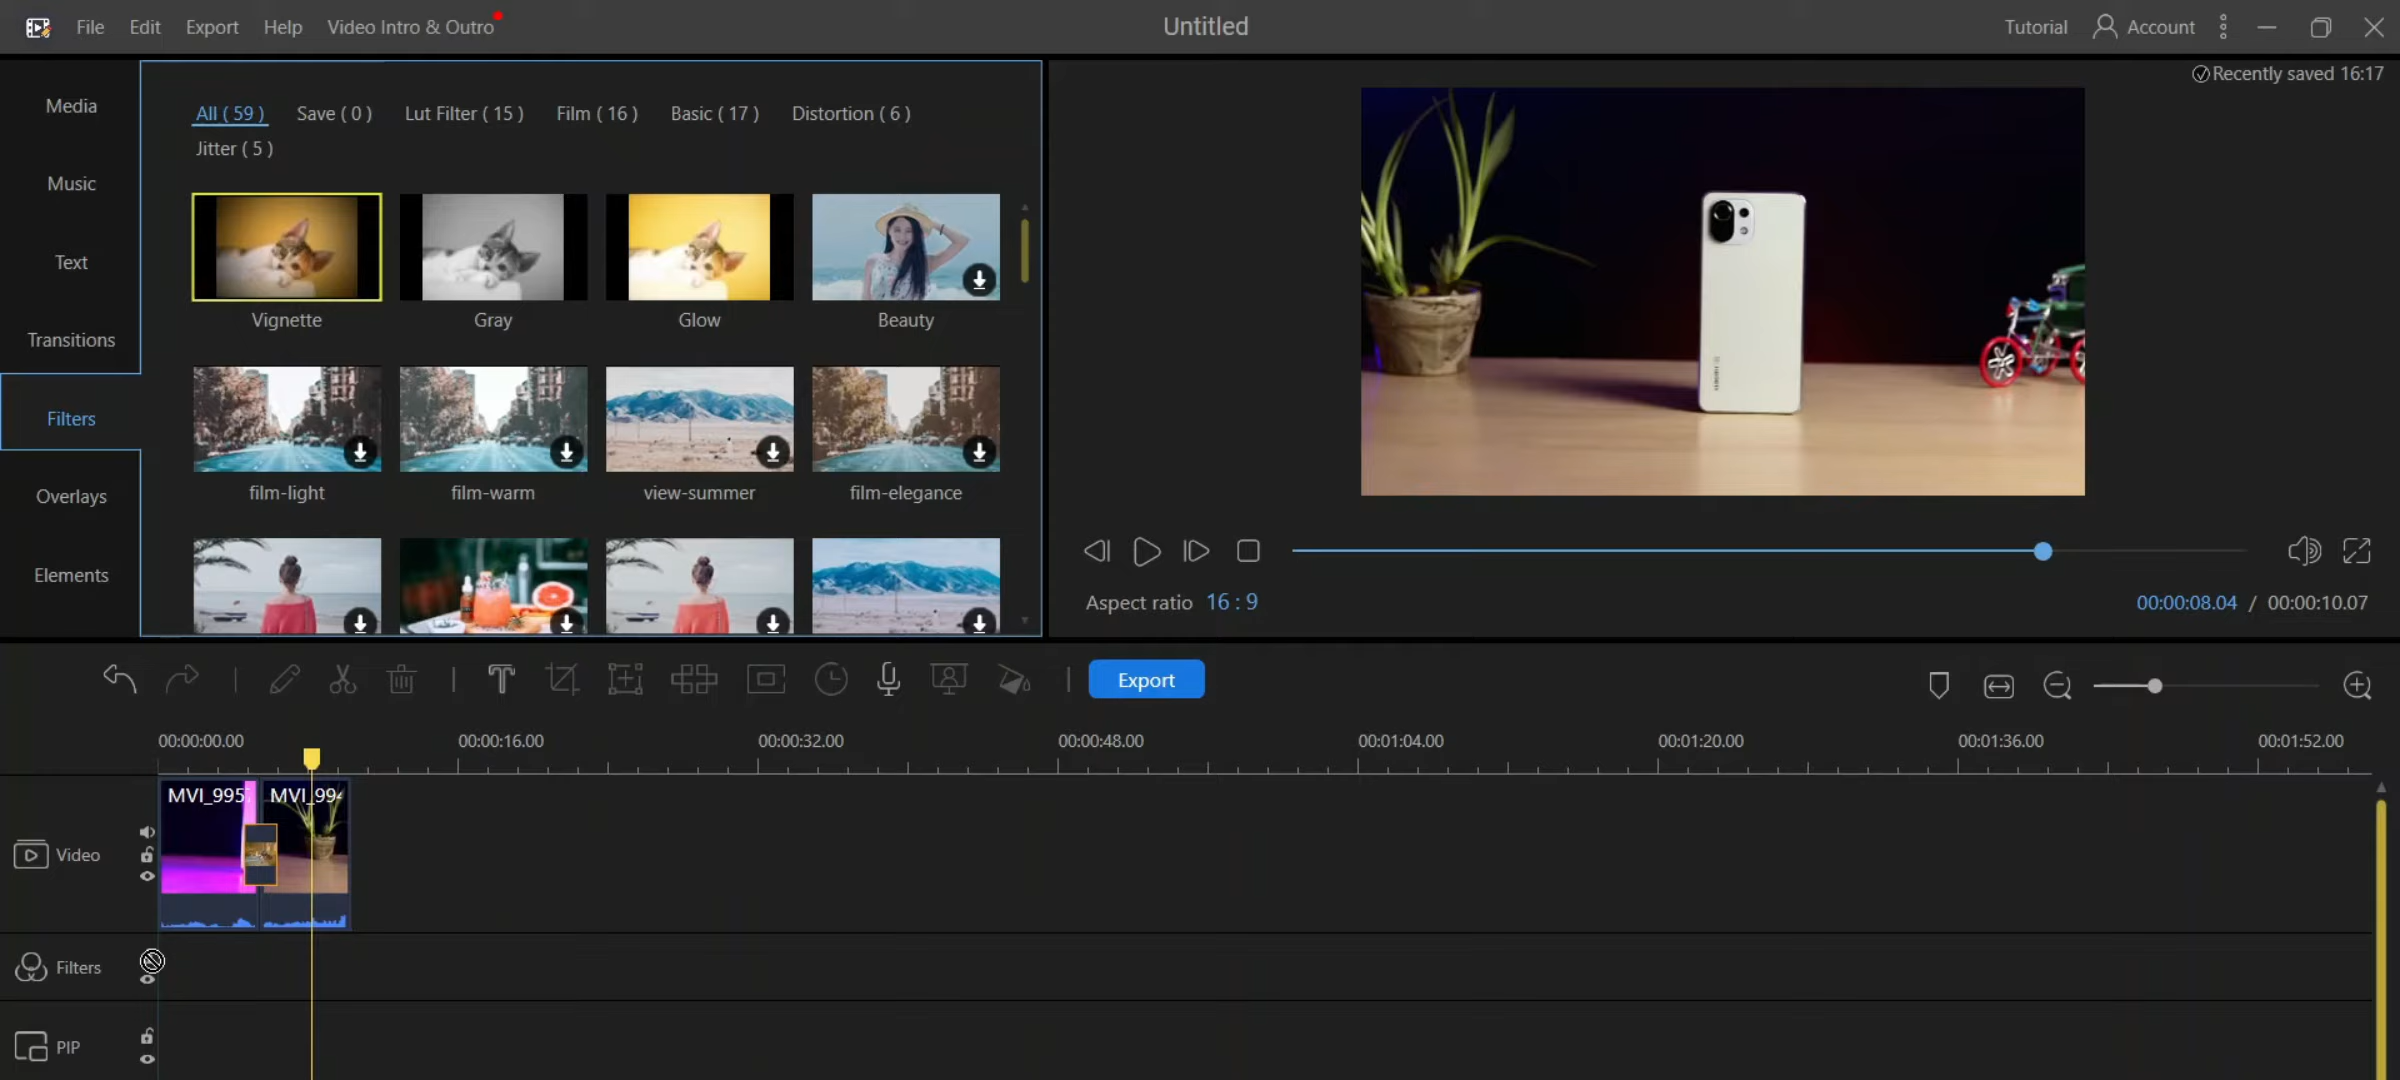 File Edit Export Help Video Intro & Outro Untitled Tutorial Account
Recently saved 16:17
Media
Music
Text
Transitions
Filters
Overlays
Elements
All ( 59 ) Save ( 0 ) Lut Filter ( 15 ) Film ( 16 ) Basic ( 17 ) Distortion ( 6 )
Jitter ( 5 )
Vignette Gray Glow Beauty
film-light film-warm view-summer film-elegance
Aspect ratio 16 : 9
00:00:08.04 / 00:00:10.07
Export
00:00:00.00 00:00:16.00 00:00:32.00 00:00:48.00 00:01:04.00 00:01:20.00 00:01:36.00 00:01:52.00
MVI_995 MVI_994
Video
Filters
PIP